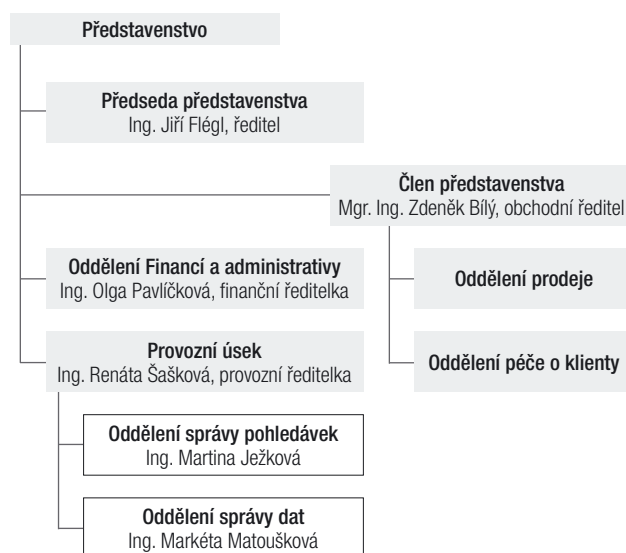 Představenstvo
Předseda představenstva
Ing. Jiří Flégl, ředitel
Člen představenstva
Mgr. Ing. Zdeněk Bílý, obchodní ředitel
Oddělení Financí a administrativy
Ing. Olga Pavlíčková, finanční ředitelka
Oddělení prodeje
Provozní úsek
Ing. Renáta Šašková, provozní ředitelka
Oddělení péče o klienty
Oddělení správy pohledávek
Ing. Martina Ježková
Oddělení správy dat
Ing. Markéta Matoušková